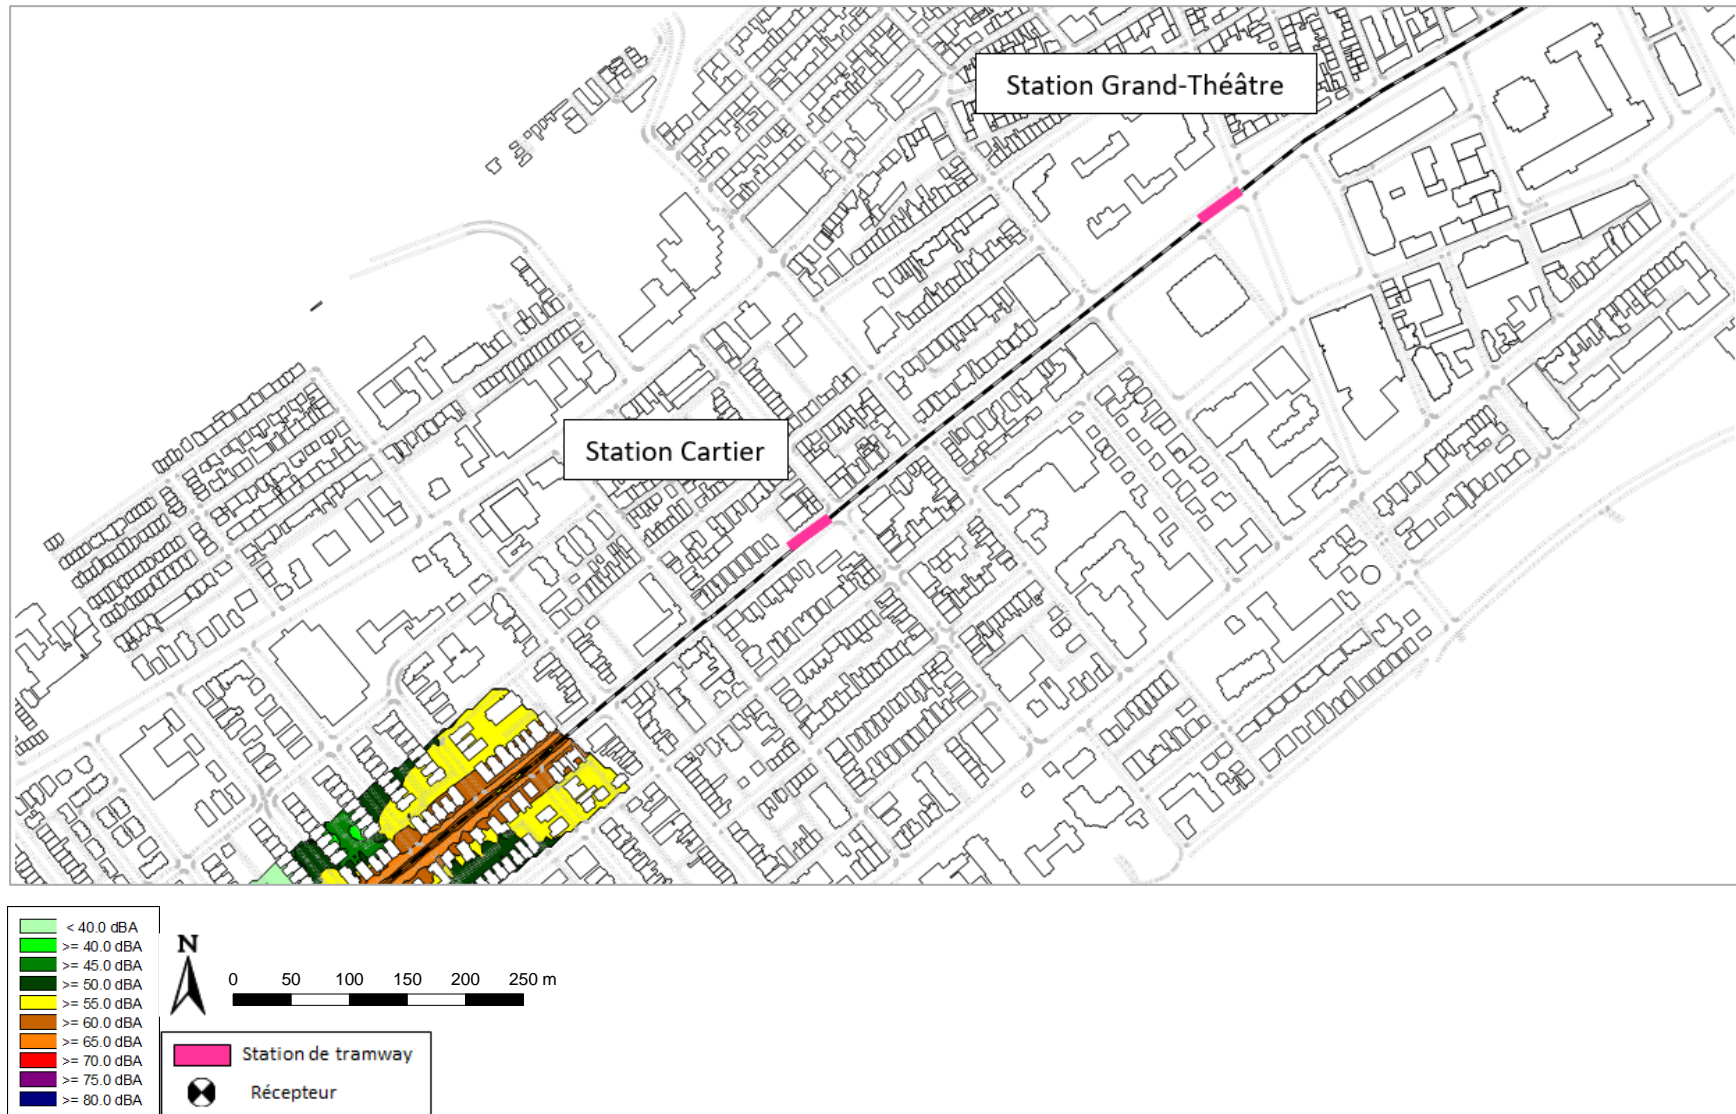 Station Grand-Théâtre
Station Cartier
< 40.0 dBA
>= 40.0 dBA
>= 45.0 dBA
>= 50.0 dBA
>= 55.0 dBA
>= 60.0 dBA
>= 65.0 dBA
>= 70.0 dBA
>= 75.0 dBA
>= 80.0 dBA
N
0 50 100 150 200 250 m
Station de tramway
Récepteur